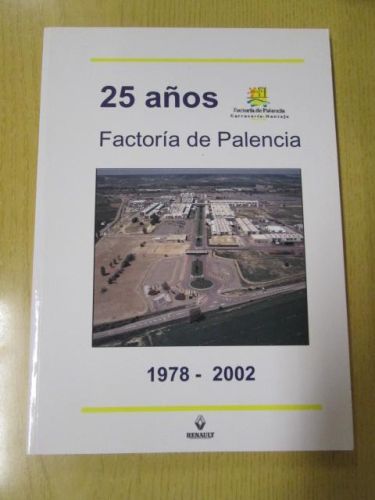 25 años
Factoría de Palencia
Carrocería-Montaje
Factoría de Palencia
1978 - 2002
RENAULT